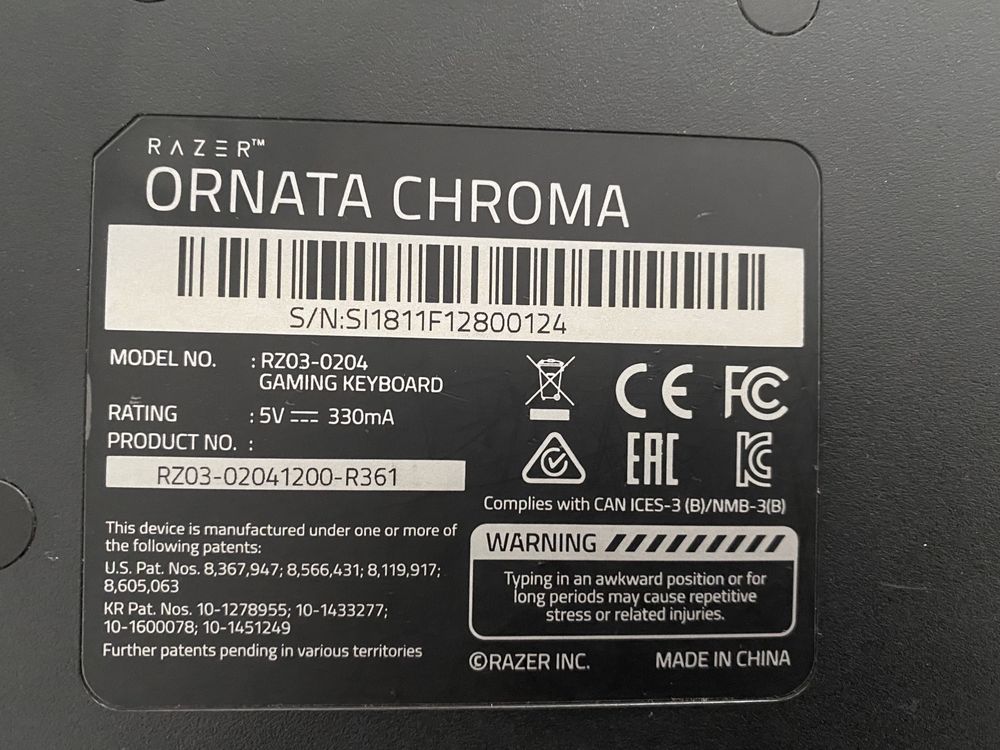 RAZER™
ORNATA CHROMA
S/N:SI1811F12800124
MODEL NO. : RZ03-0204
GAMING KEYBOARD
RATING : 5V ⎓ 330mA
PRODUCT NO. :
RZ03-02041200-R361
This device is manufactured under one or more of
the following patents:
U.S. Pat. Nos. 8,367,947; 8,566,431; 8,119,917;
8,605,063
KR Pat. Nos. 10-1278955; 10-1433277;
10-1600078; 10-1451249
Further patents pending in various territories
CE FC
EAC KC
Complies with CAN ICES-3 (B)/NMB-3(B)
WARNING
Typing in an awkward position or for
long periods may cause repetitive
stress or related injuries.
©RAZER INC. MADE IN CHINA